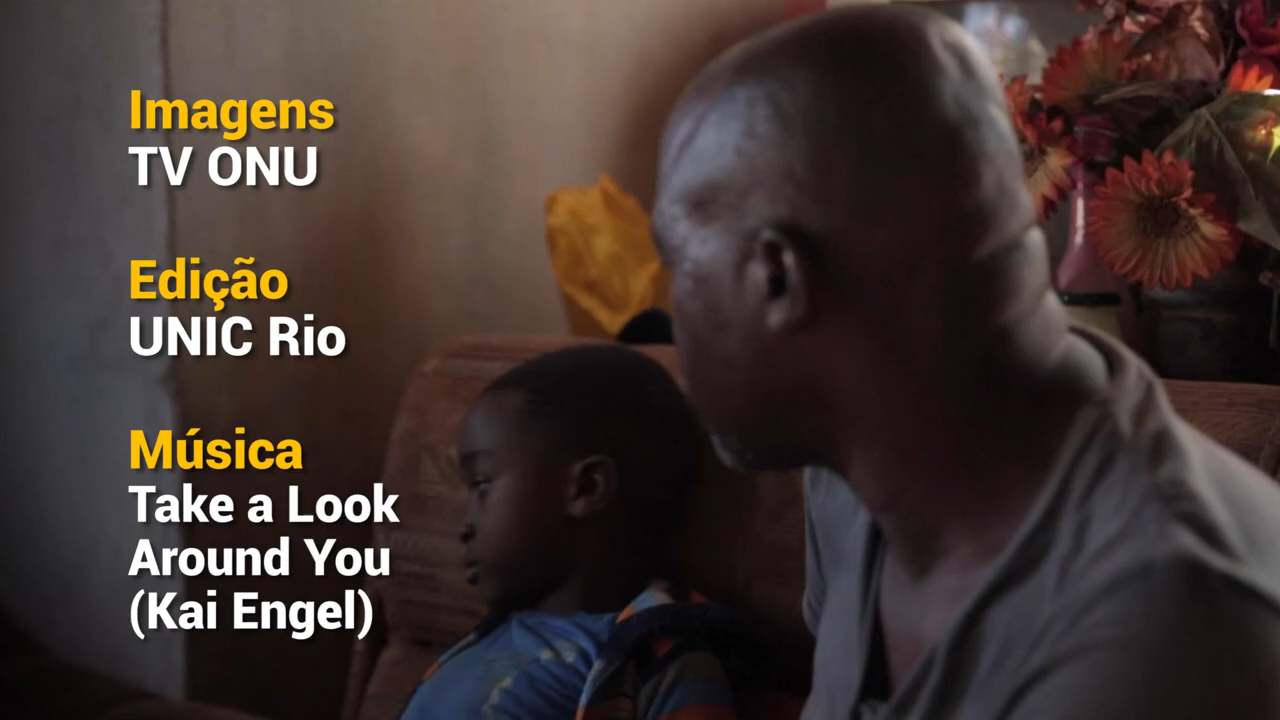 Imagens
TV ONU
Edição
UNIC Rio
Música
Take a Look
Around You
(Kai Engel)